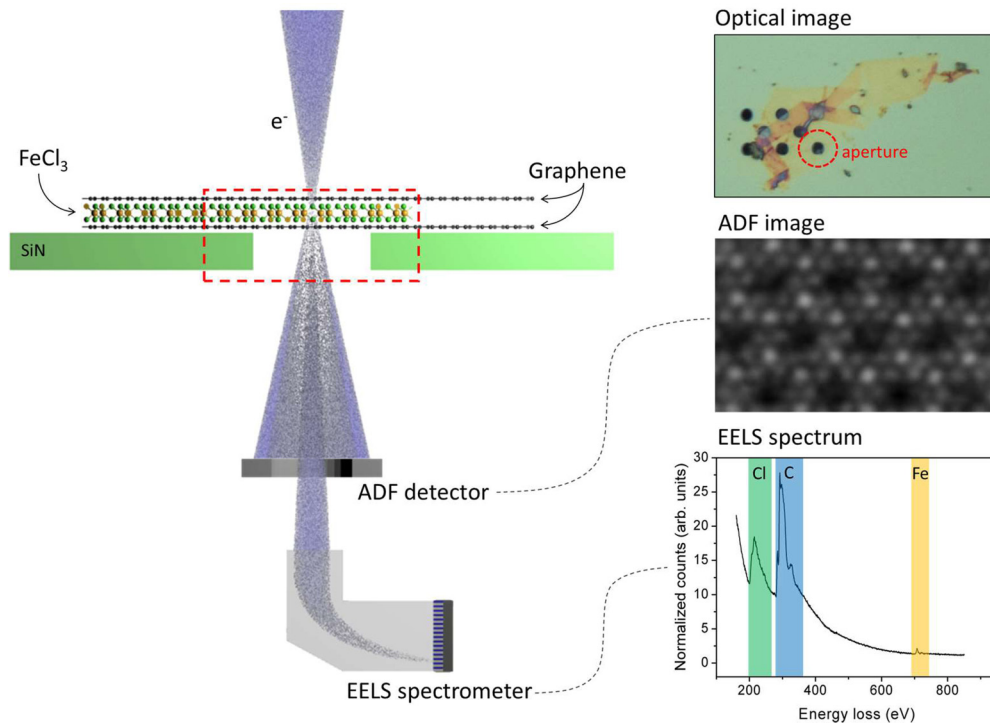 Optical image
e-
FeCl3
Graphene
aperture
SiN
ADF image
EELS spectrum
ADF detector
EELS spectrometer
Cl
C
Fe
30
25
20
15
10
5
0
Normalized counts (arb. units)
200
400
600
800
Energy loss (eV)